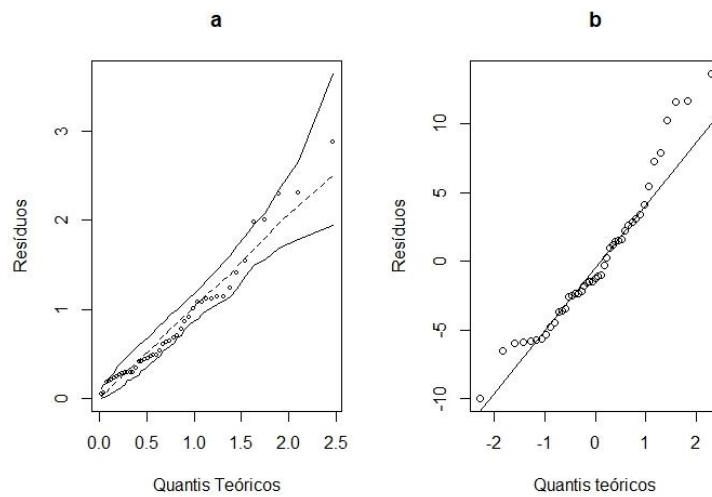 a
b
Resíduos
3
2
1
0
0.0 0.5 1.0 1.5 2.0 2.5
Quantis Teóricos
Resíduos
10
5
0
-5
-10
-2 -1 0 1 2
Quantis teóricos